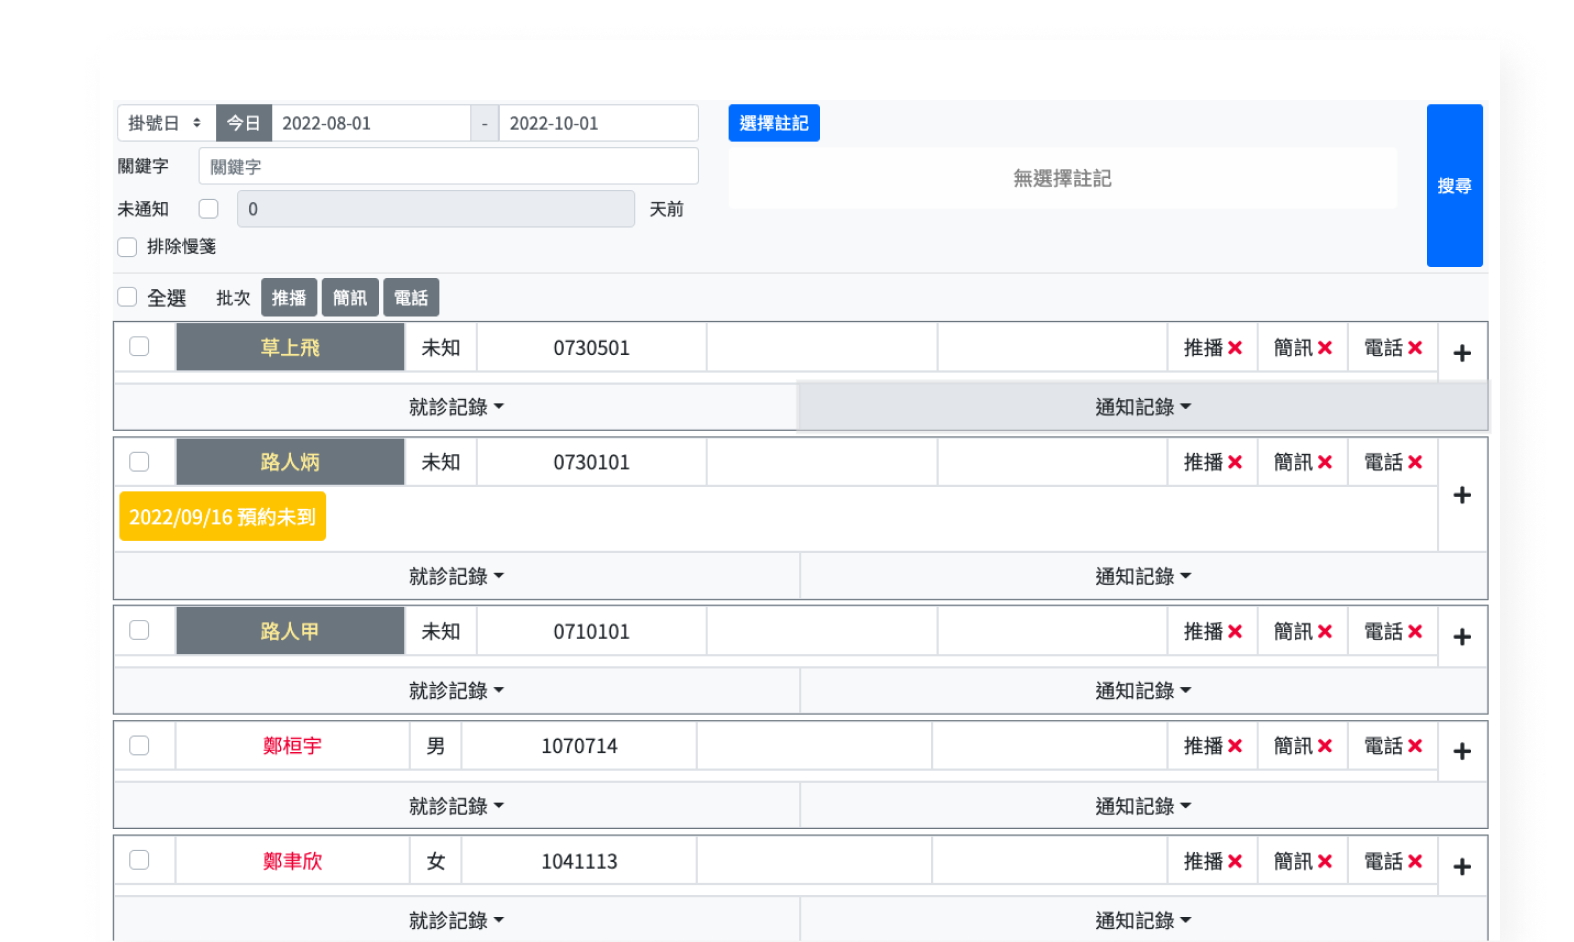 掛號日 今日 2022-08-01 - 2022-10-01 選擇註記
關鍵字 關鍵字
無選擇註記
搜尋
未通知 0 天前
排除慢箋
全選 批次 推播 簡訊 電話
草上飛 未知 0730501 推播 簡訊 電話
就診記錄 通知記錄
路人炳 未知 0730101 推播 簡訊 電話
2022/09/16 預約未到
就診記錄 通知記錄
路人甲 未知 0710101 推播 簡訊 電話
就診記錄 通知記錄
鄭桓宇 男 1070714 推播 簡訊 電話
就診記錄 通知記錄
鄭聿欣 女 1041113 推播 簡訊 電話
就診記錄 通知記錄